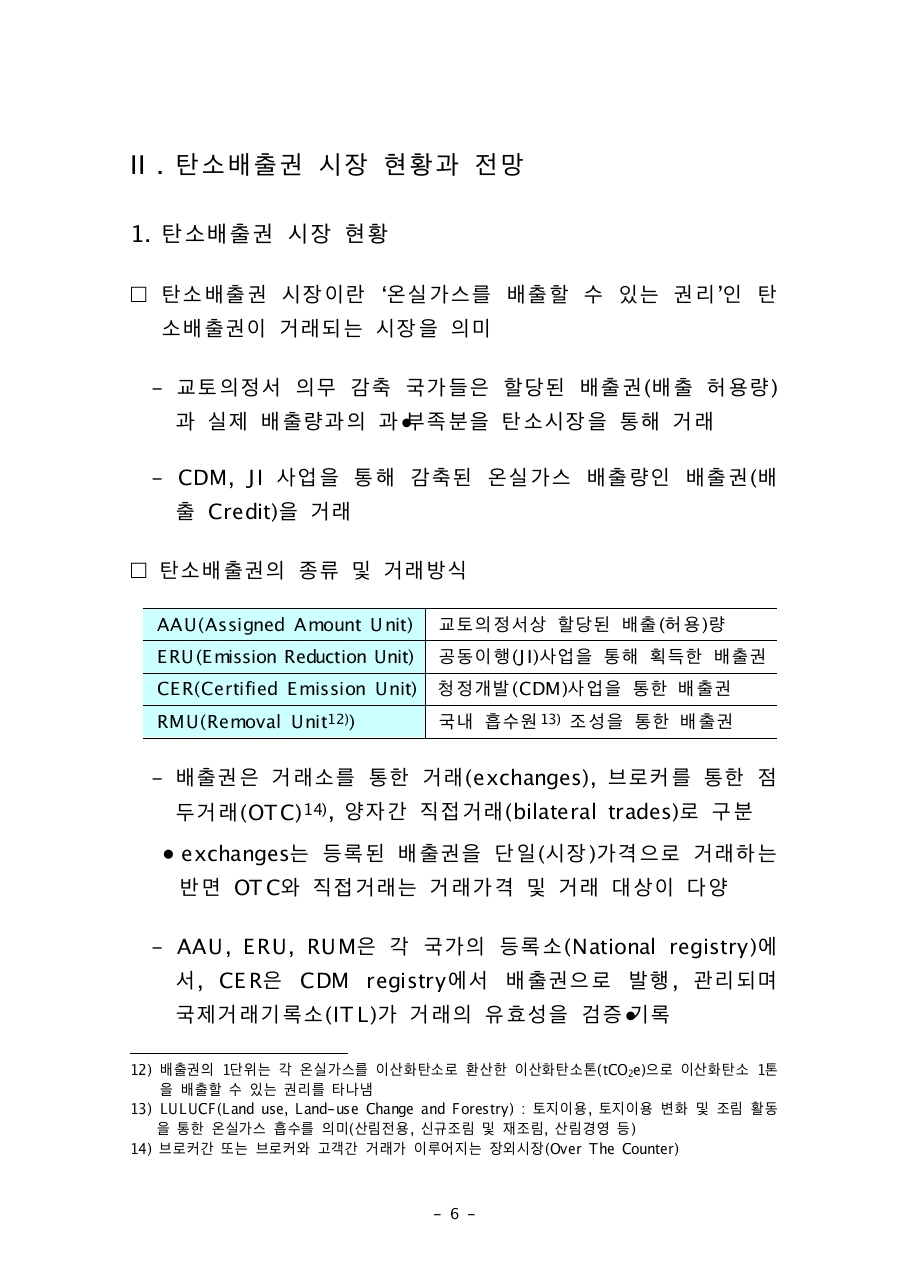 II . 탄소배출권 시장 현황과 전망
1. 탄소배출권 시장 현황
□ 탄소배출권 시장이란 ‘온실가스를 배출할 수 있는 권리’인 탄
소배출권이 거래되는 시장을 의미
- 교토의정서 의무 감축 국가들은 할당된 배출권(배출 허용량)
과 실제 배출량과의 과•부족분을 탄소시장을 통해 거래
- CDM, JI 사업을 통해 감축된 온실가스 배출량인 배출권(배
출 Credit)을 거래
□ 탄소배출권의 종류 및 거래방식
AAU(Assigned Amount Unit) 교토의정서상 할당된 배출(허용)량
ERU(Emission Reduction Unit) 공동이행(JI)사업을 통해 획득한 배출권
CER(Certified Emission Unit) 청정개발(CDM)사업을 통한 배출권
RMU(Removal Unit12)) 국내 흡수원13) 조성을 통한 배출권
- 배출권은 거래소를 통한 거래(exchanges), 브로커를 통한 점
두거래(OTC)14), 양자간 직접거래(bilateral trades)로 구분
• exchanges는 등록된 배출권을 단일(시장)가격으로 거래하는
반면 OTC와 직접거래는 거래가격 및 거래 대상이 다양
- AAU, ERU, RUM은 각 국가의 등록소(National registry)에
서, CER은 CDM registry에서 배출권으로 발행, 관리되며
국제거래기록소(ITL)가 거래의 유효성을 검증•기록
12) 배출권의 1단위는 각 온실가스를 이산화탄소로 환산한 이산화탄소톤(tCO₂e)으로 이산화탄소 1톤
을 배출할 수 있는 권리를 타나냄
13) LULUCF(Land use, Land-use Change and Forestry) : 토지이용, 토지이용 변화 및 조림 활동
을 통한 온실가스 흡수를 의미(산림전용, 신규조림 및 재조림, 산림경영 등)
14) 브로커간 또는 브로커와 고객간 거래가 이루어지는 장외시장(Over The Counter)
- 6 -